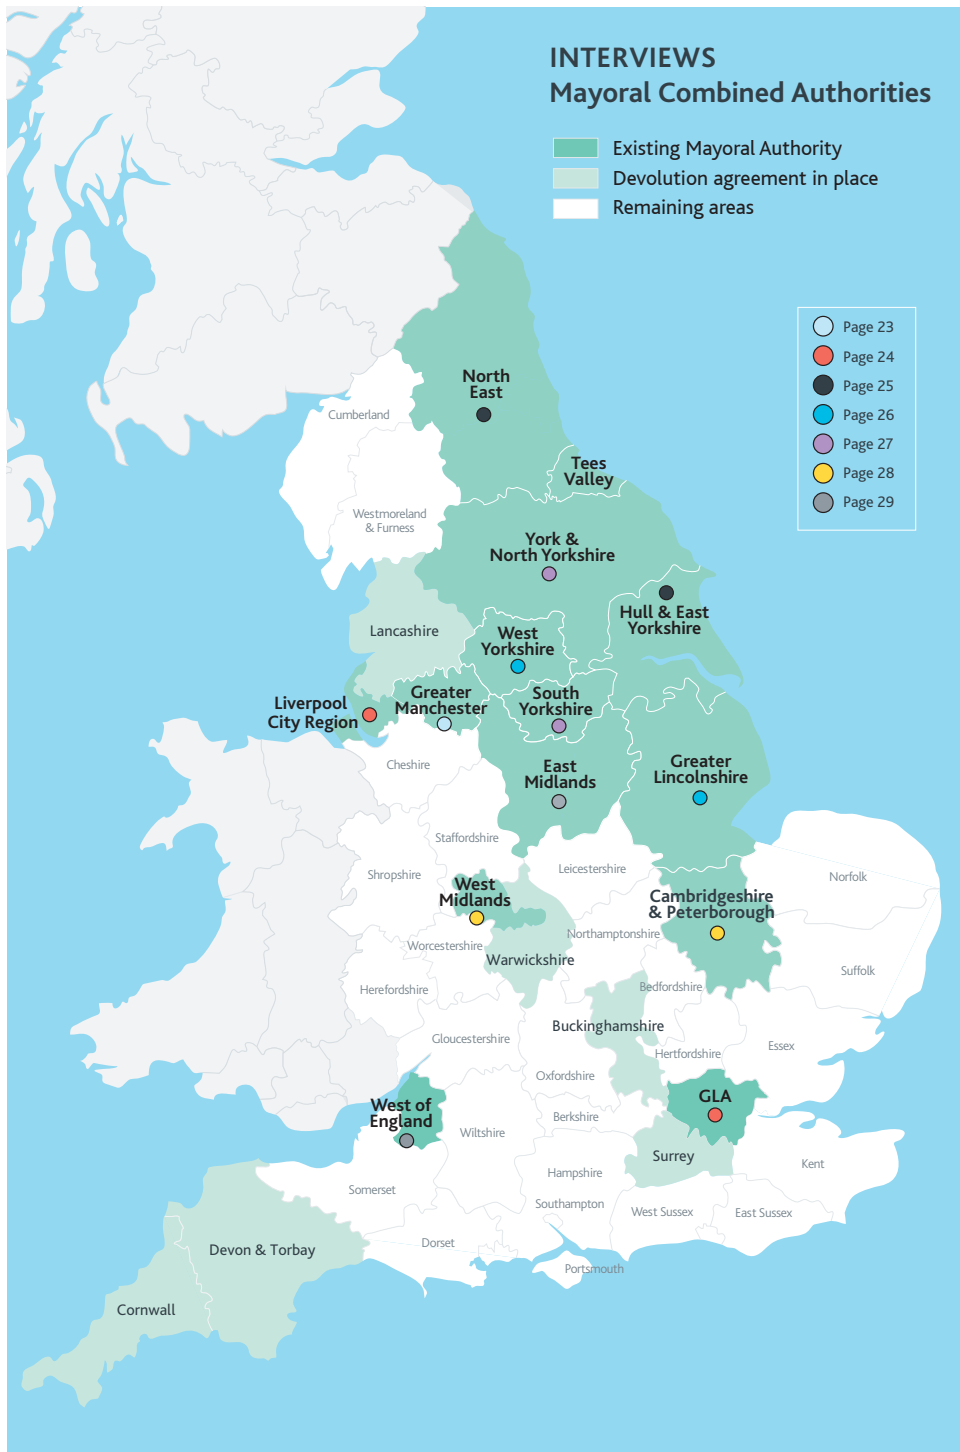 INTERVIEWS
Mayoral Combined Authorities
Existing Mayoral Authority
Devolution agreement in place
Remaining areas
Page 23
Page 24
Page 25
Page 26
Page 27
Page 28
Page 29
North
East
Cumberland
Tees
Valley
Westmoreland
& Furness
York &
North Yorkshire
Hull & East
Yorkshire
Lancashire
West
Yorkshire
Liverpool
City Region
Greater
Manchester
South
Yorkshire
Cheshire
East
Midlands
Greater
Lincolnshire
Staffordshire
Shropshire
Leicestershire
Norfolk
West
Midlands
Cambridgeshire
& Peterborough
Worcestershire
Northamptonshire
Warwickshire
Suffolk
Herefordshire
Bedfordshire
Buckinghamshire
Gloucestershire
Hertfordshire
Essex
Oxfordshire
GLA
West of
England
Berkshire
Wiltshire
Surrey
Kent
Hampshire
Somerset
Southampton
West Sussex
East Sussex
Dorset
Devon & Torbay
Portsmouth
Cornwall